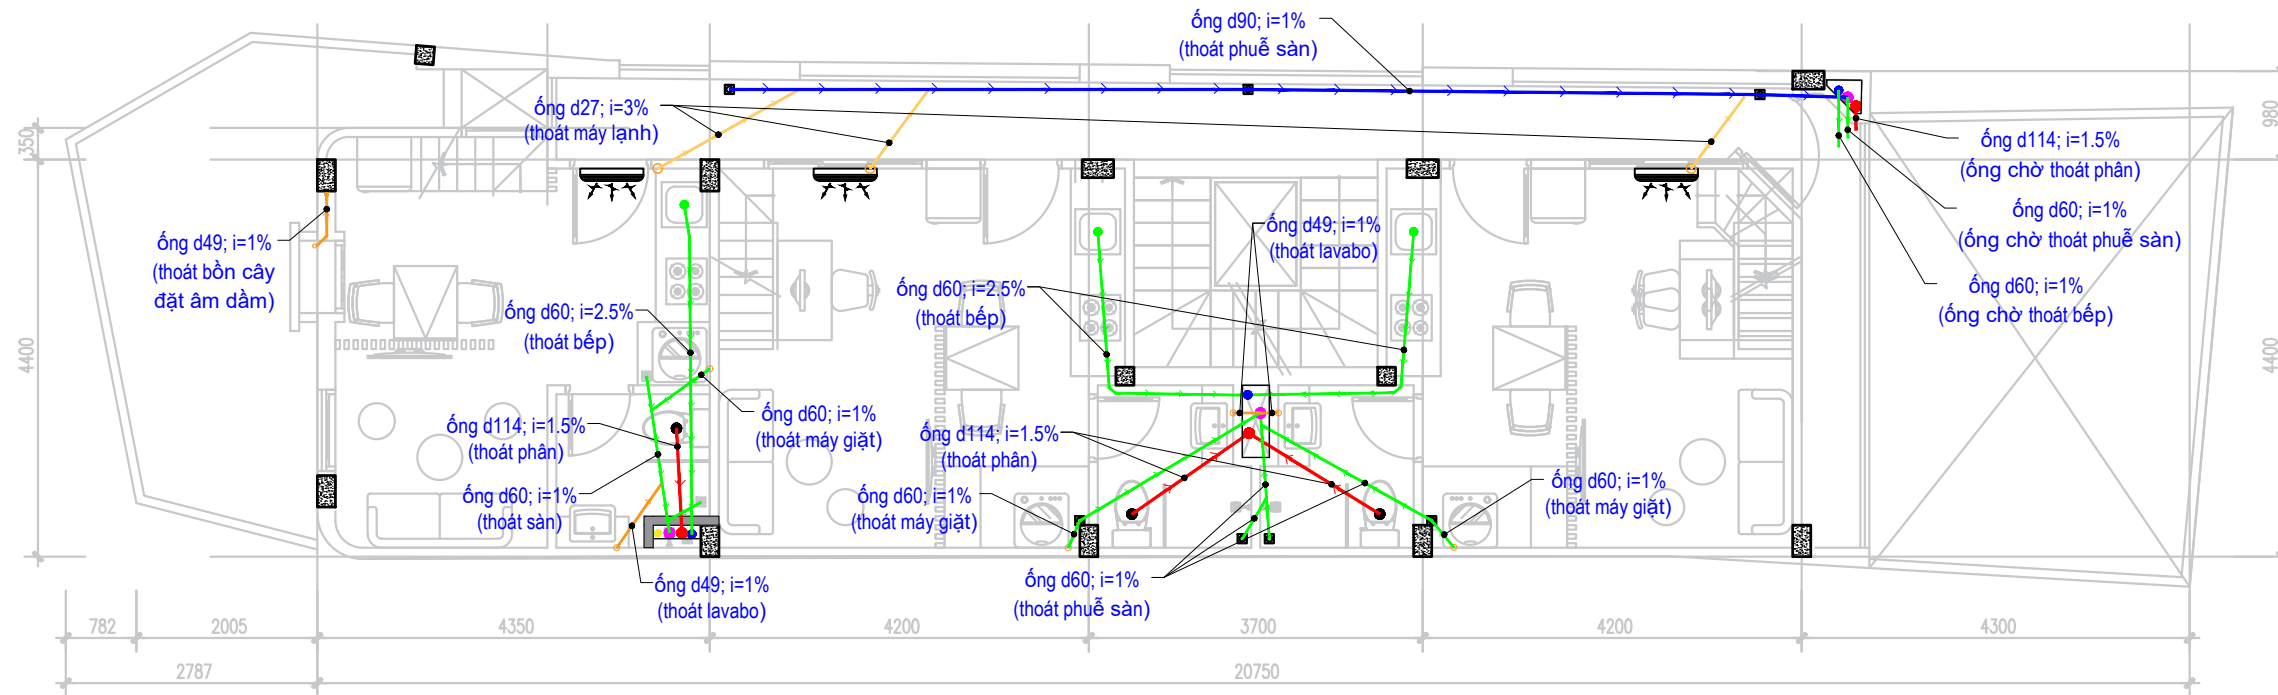 ống d90; i=1%
(thoát phuễ sàn)
ống d27; i=3%
(thoát máy lạnh)
350
980
ống d114; i=1.5%
(ống chờ thoát phân)
ống d60; i=1%
(ống chờ thoát phuễ sàn)
ống d60; i=1%
(ống chờ thoát bếp)
ống d49; i=1%
(thoát bồn cây
đặt âm dầm)
ống d49; i=1%
(thoát lavabo)
ống d60; i=2.5%
(thoát bếp)
ống d60; i=2.5%
(thoát bếp)
4400
4400
ống d60; i=1%
(thoát máy giặt)
ống d114; i=1.5%
(thoát phân)
ống d114; i=1.5%
(thoát phân)
ống d60; i=1%
(thoát sàn)
ống d60; i=1%
(thoát máy giặt)
ống d60; i=1%
(thoát máy giặt)
ống d49; i=1%
(thoát lavabo)
ống d60; i=1%
(thoát phuễ sàn)
782
2005
4350
4200
3700
4200
4300
2787
20750